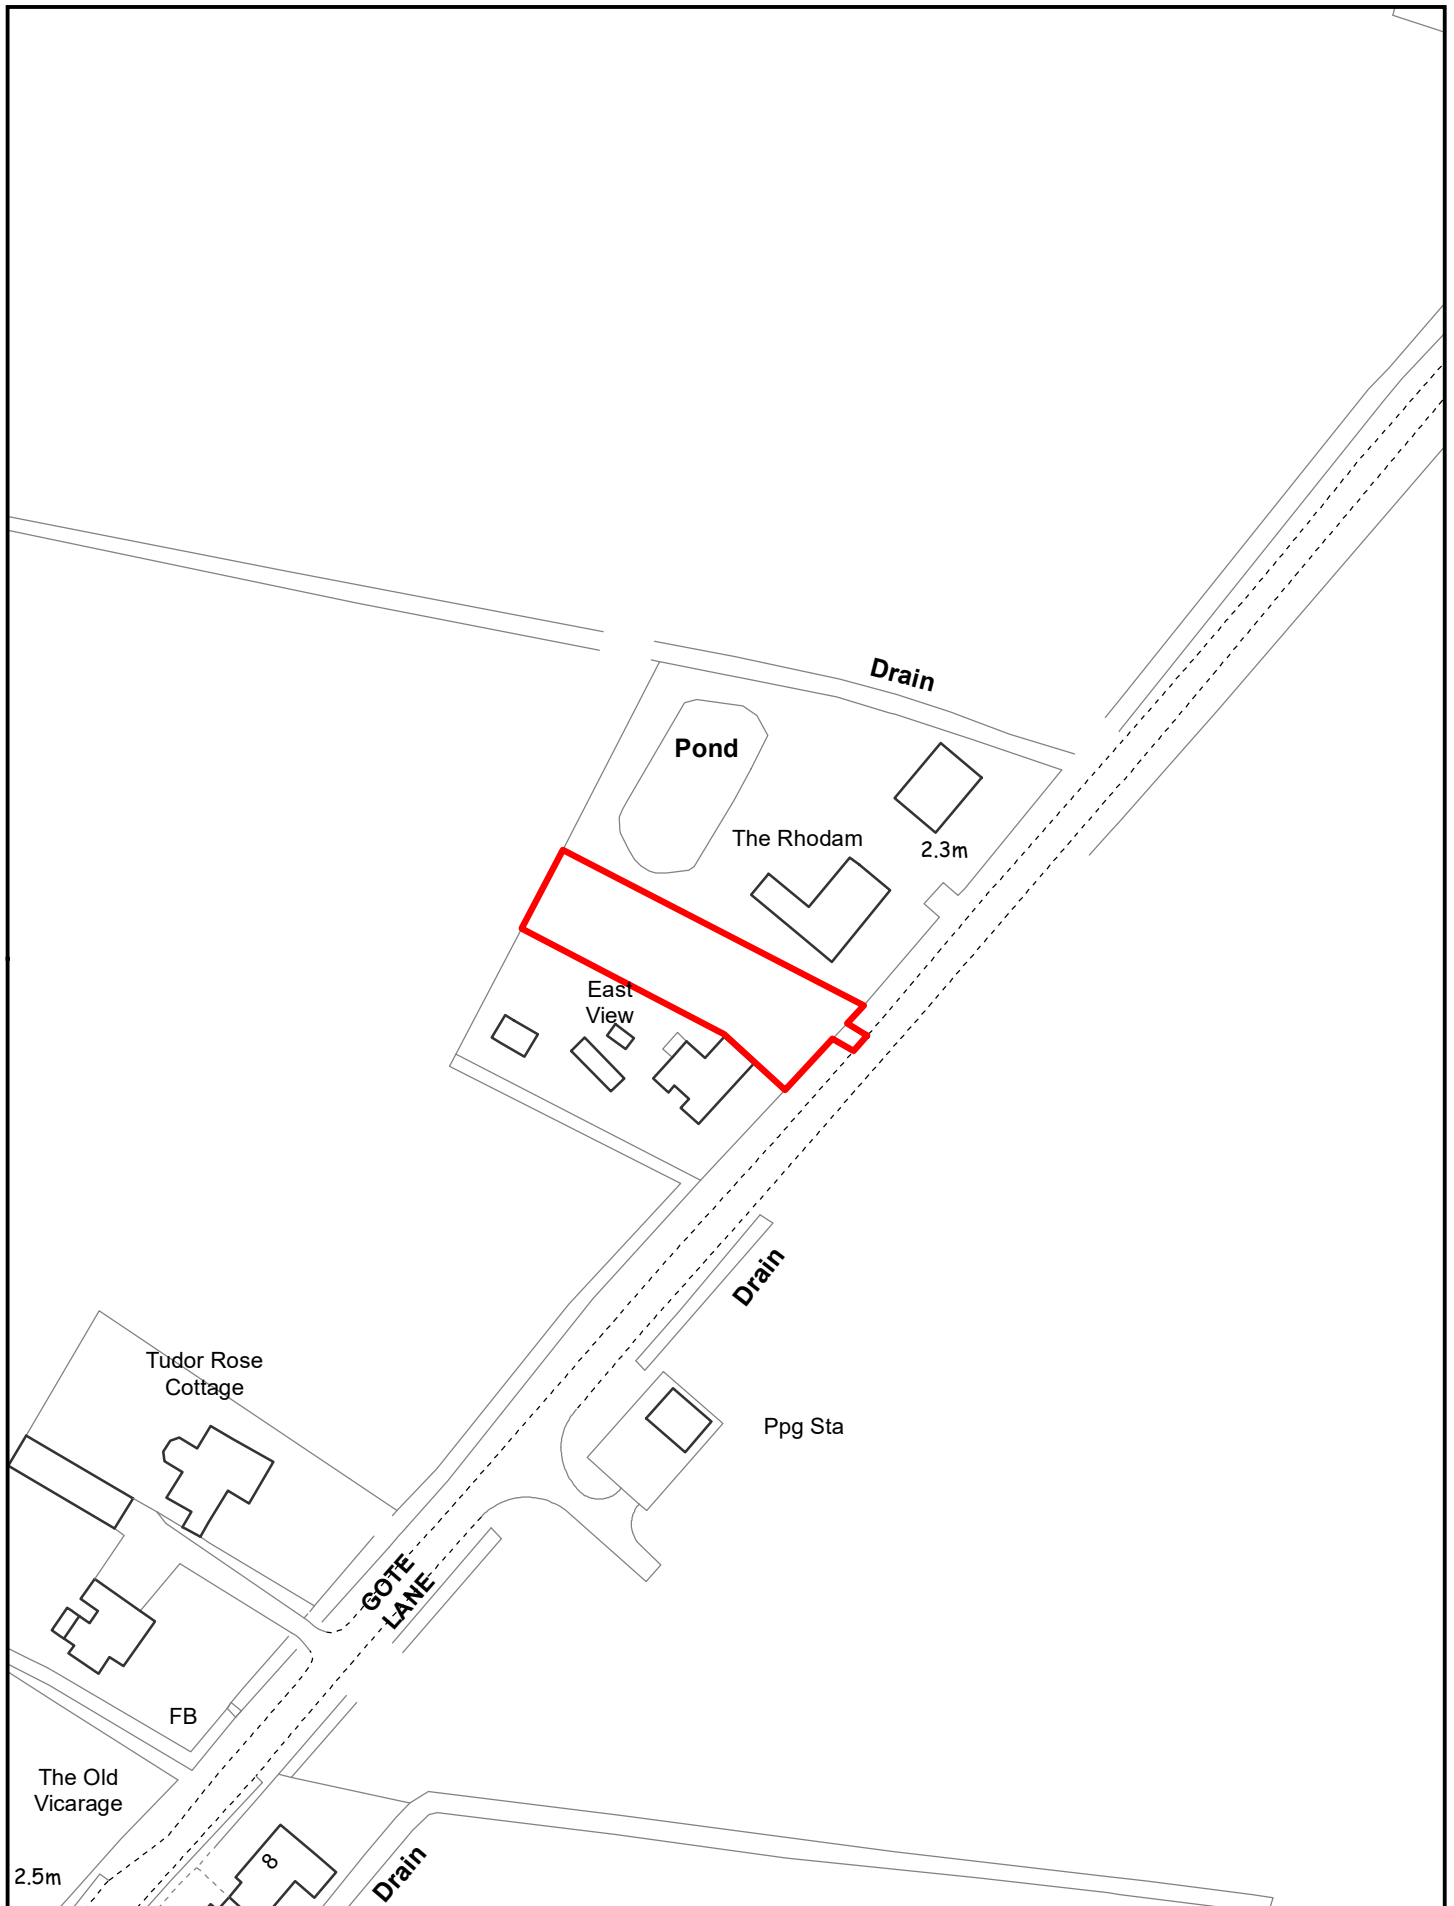 Drain
Pond
The Rhodam
2.3m
East
View
Drain
Tudor Rose
Cottage
Ppg Sta
GOTE
LANE
FB
The Old
Vicarage
8
Drain
2.5m